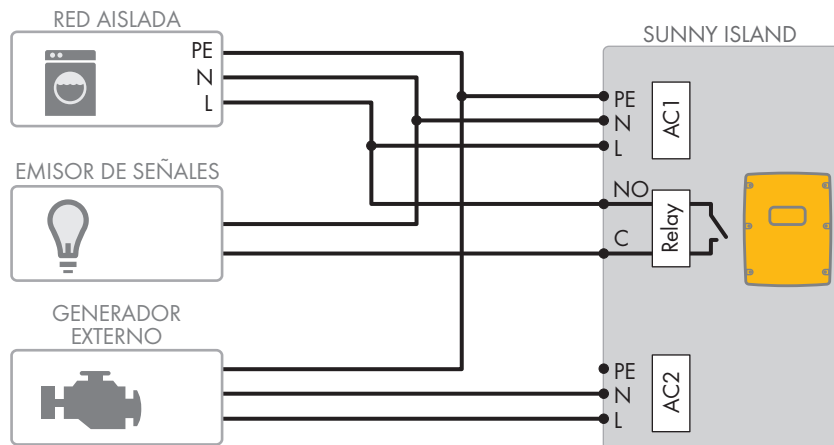 RED AISLADA
PE
N
L
SUNNY ISLAND
PE
N
L
AC1
EMISOR DE SEÑALES
NO
C
Relay
GENERADOR
EXTERNO
PE
N
L
AC2